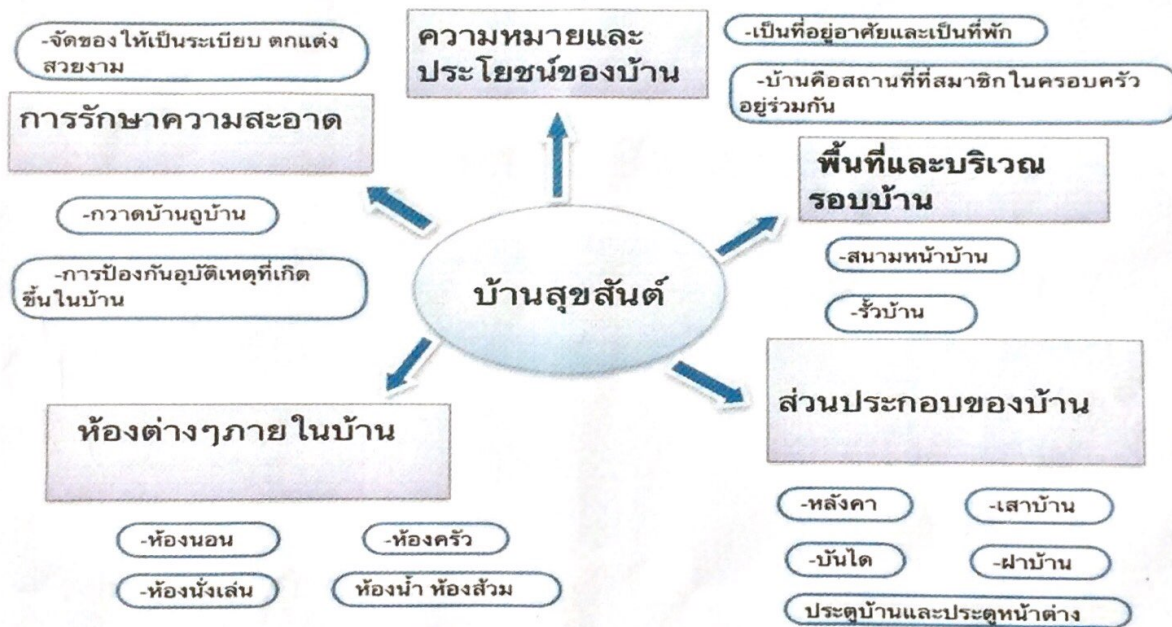 -จัดของให้เป็นระเบียบ ตกแต่ง
สวยงาม
การรักษาความสะอาด
-กวาดบ้านถูบ้าน
-การป้องกันอุบัติเหตุที่เกิด
ขึ้นในบ้าน
ความหมายและ
ประโยชน์ของบ้าน
-เป็นที่อยู่อาศัยและเป็นที่พัก
-บ้านคือสถานที่ที่สมาชิกในครอบครัว
อยู่ร่วมกัน
พื้นที่และบริเวณ
รอบบ้าน
-สนามหน้าบ้าน
-รั้วบ้าน
บ้านสุขสันต์
ห้องต่างๆภายในบ้าน
-ห้องนอน
-ห้องครัว
-ห้องนั่งเล่น
ห้องน้ำ ห้องส้วม
ส่วนประกอบของบ้าน
-หลังคา
-เสาบ้าน
-บันได
-ฝาบ้าน
ประตูบ้านและประตูหน้าต่าง